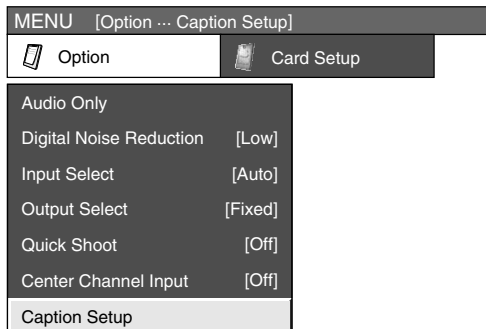 MENU [Option ··· Caption Setup]
Option Card Setup
Audio Only
Digital Noise Reduction [Low]
Input Select [Auto]
Output Select [Fixed]
Quick Shoot [Off]
Center Channel Input [Off]
Caption Setup